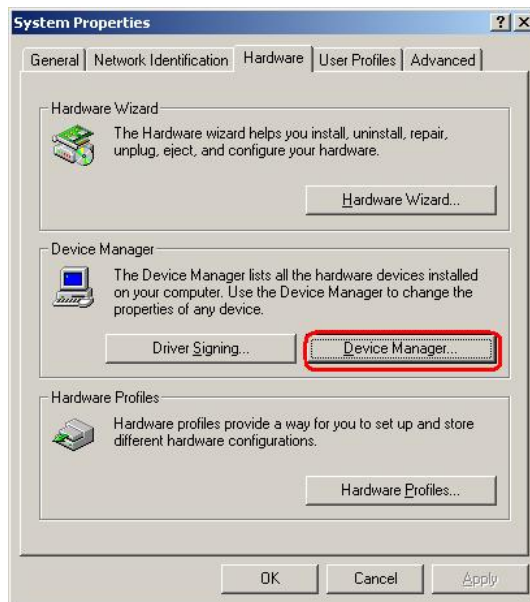 System Properties
General Network Identification Hardware User Profiles Advanced
Hardware Wizard
The Hardware wizard helps you install, uninstall, repair,
unplug, eject, and configure your hardware.
Hardware Wizard...
Device Manager
The Device Manager lists all the hardware devices installed
on your computer. Use the Device Manager to change the
properties of any device.
Driver Signing... Device Manager...
Hardware Profiles
Hardware profiles provide a way for you to set up and store
different hardware configurations.
Hardware Profiles...
OK Cancel Apply